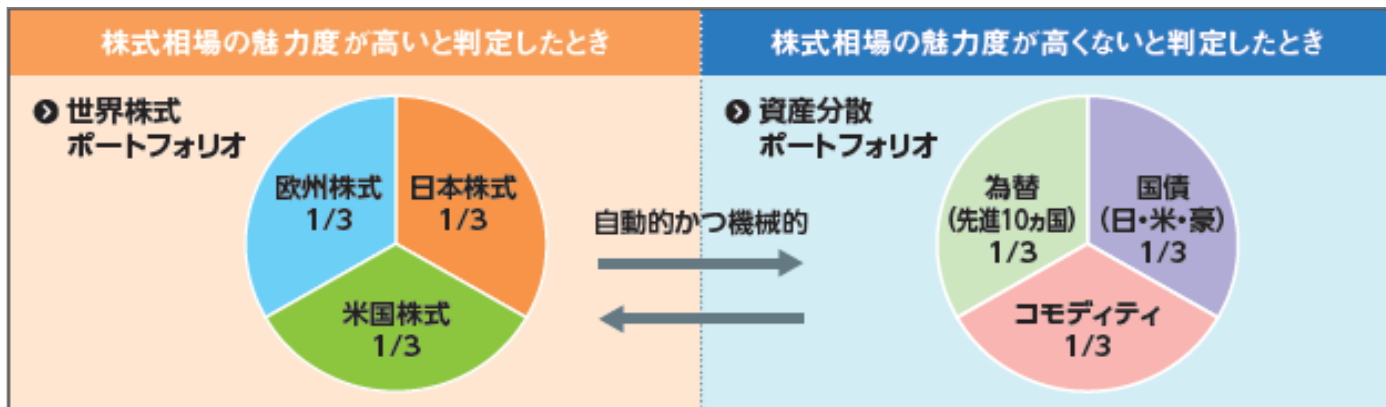 株式相場の魅力度が高いと判定したとき
世界株式
ポートフォリオ
欧州株式
1/3
日本株式
1/3
米国株式
1/3
自動的かつ機械的
株式相場の魅力度が高くないと判定したとき
資産分散
ポートフォリオ
為替
(先進10ヵ国)
1/3
国債
(日・米・豪)
1/3
コモディティ
1/3